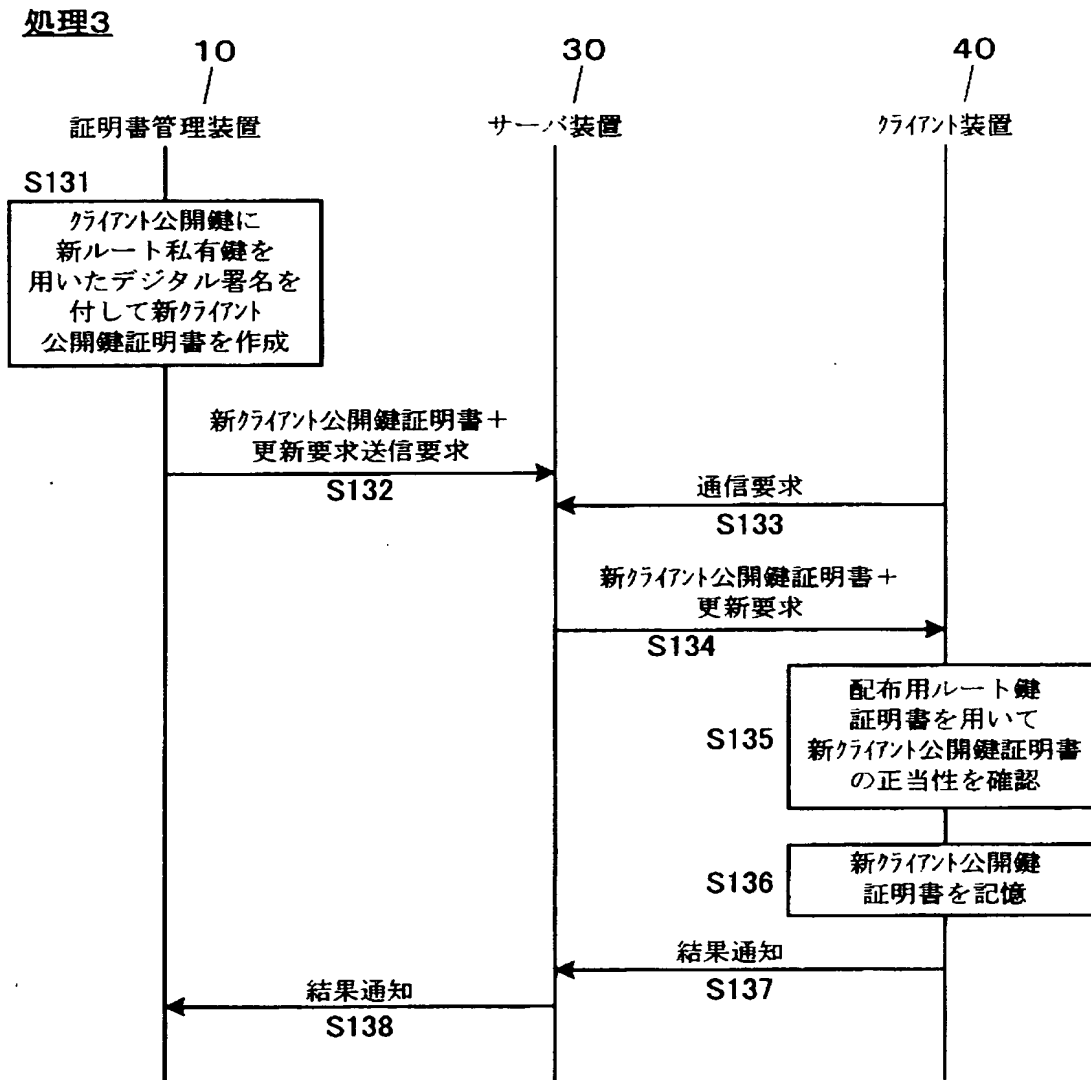 処理3
10
30
40
証明書管理装置
サーバ装置
クライアント装置
S131
クライアント公開鍵に
新ルート私有鍵を
用いたデジタル署名を
付して新クライアント
公開鍵証明書を作成
新クライアント公開鍵証明書＋
更新要求送信要求
S132
通信要求
S133
新クライアント公開鍵証明書＋
更新要求
S134
S135
配布用ルート鍵
証明書を用いて
新クライアント公開鍵証明書
の正当性を確認
S136
新クライアント公開鍵
証明書を記憶
結果通知
S137
結果通知
S138